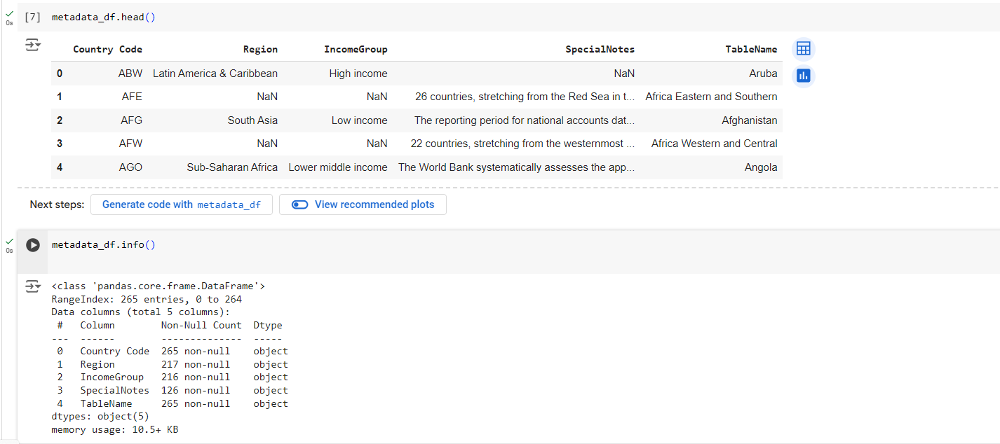 0s [7] metadata_df.head()
Country Code Region IncomeGroup SpecialNotes TableName
0 ABW Latin America & Caribbean High income NaN Aruba
1 AFE NaN NaN 26 countries, stretching from the Red Sea in t... Africa Eastern and Southern
2 AFG South Asia Low income The reporting period for national accounts dat... Afghanistan
3 AFW NaN NaN 22 countries, stretching from the westernmost ... Africa Western and Central
4 AGO Sub-Saharan Africa Lower middle income The World Bank systematically assesses the app... Angola
Next steps: Generate code with metadata_df View recommended plots
0s metadata_df.info()
<class 'pandas.core.frame.DataFrame'>
RangeIndex: 265 entries, 0 to 264
Data columns (total 5 columns):
 #   Column        Non-Null Count  Dtype
---  ------        --------------  -----
 0   Country Code  265 non-null    object
 1   Region        217 non-null    object
 2   IncomeGroup   216 non-null    object
 3   SpecialNotes  126 non-null    object
 4   TableName     265 non-null    object
dtypes: object(5)
memory usage: 10.5+ KB